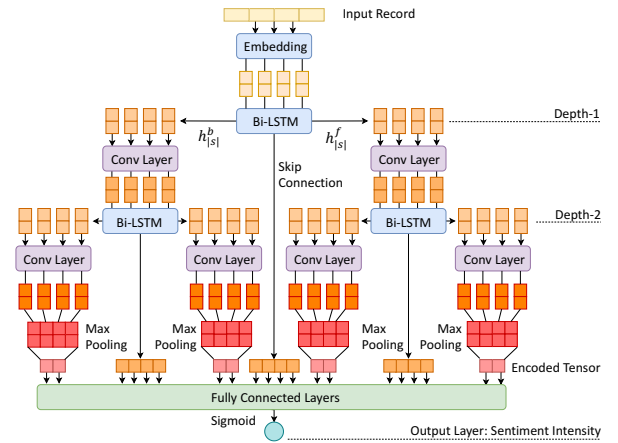 Input Record
Embedding
Depth-1
Bi-LSTM
h^b_{|s|}
h^f_{|s|}
Conv Layer
Conv Layer
Skip
Connection
Depth-2
Bi-LSTM
Bi-LSTM
Conv Layer
Conv Layer
Conv Layer
Conv Layer
Max
Pooling
Max
Pooling
Max
Pooling
Max
Pooling
Encoded Tensor
Fully Connected Layers
Sigmoid
Output Layer: Sentiment Intensity